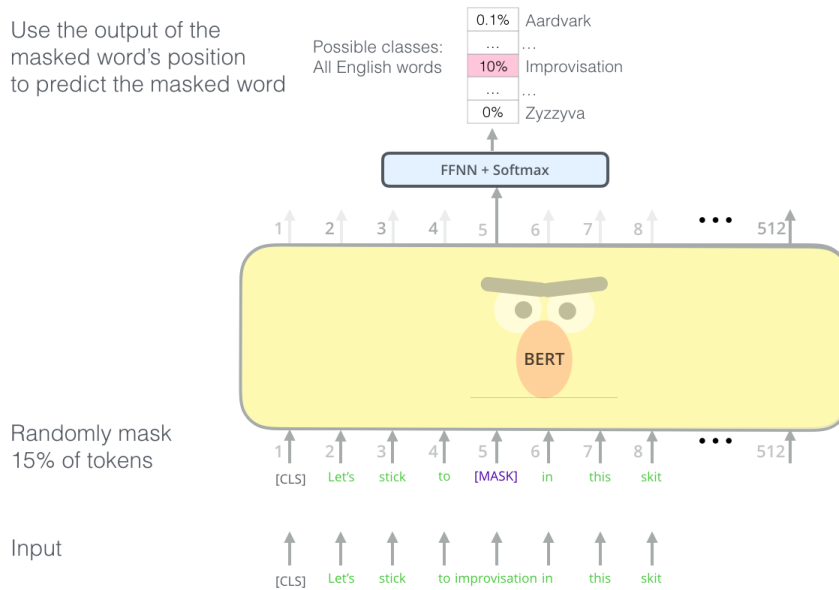 Use the output of the
masked word's position
to predict the masked word
Possible classes:
All English words
0.1% Aardvark
... ...
10% Improvisation
... ...
0% Zyzzyva
FFNN + Softmax
1 2 3 4 5 6 7 8 ••• 512
BERT
Randomly mask
15% of tokens
1 2 3 4 5 6 7 8 ••• 512
[CLS] Let's stick to [MASK] in this skit
Input
[CLS] Let's stick to improvisation in this skit